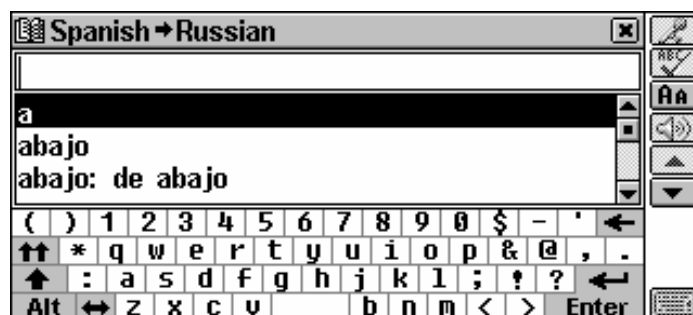 Spanish→Russian
a
abajo
abajo: de abajo
ABC
AA
( ) 1 2 3 4 5 6 7 8 9 0 $ - ' ←
* q w e r t y u i o p & @ , .
: a s d f g h j k l ; ! ?
Alt ↔ z x c v b n m < > Enter